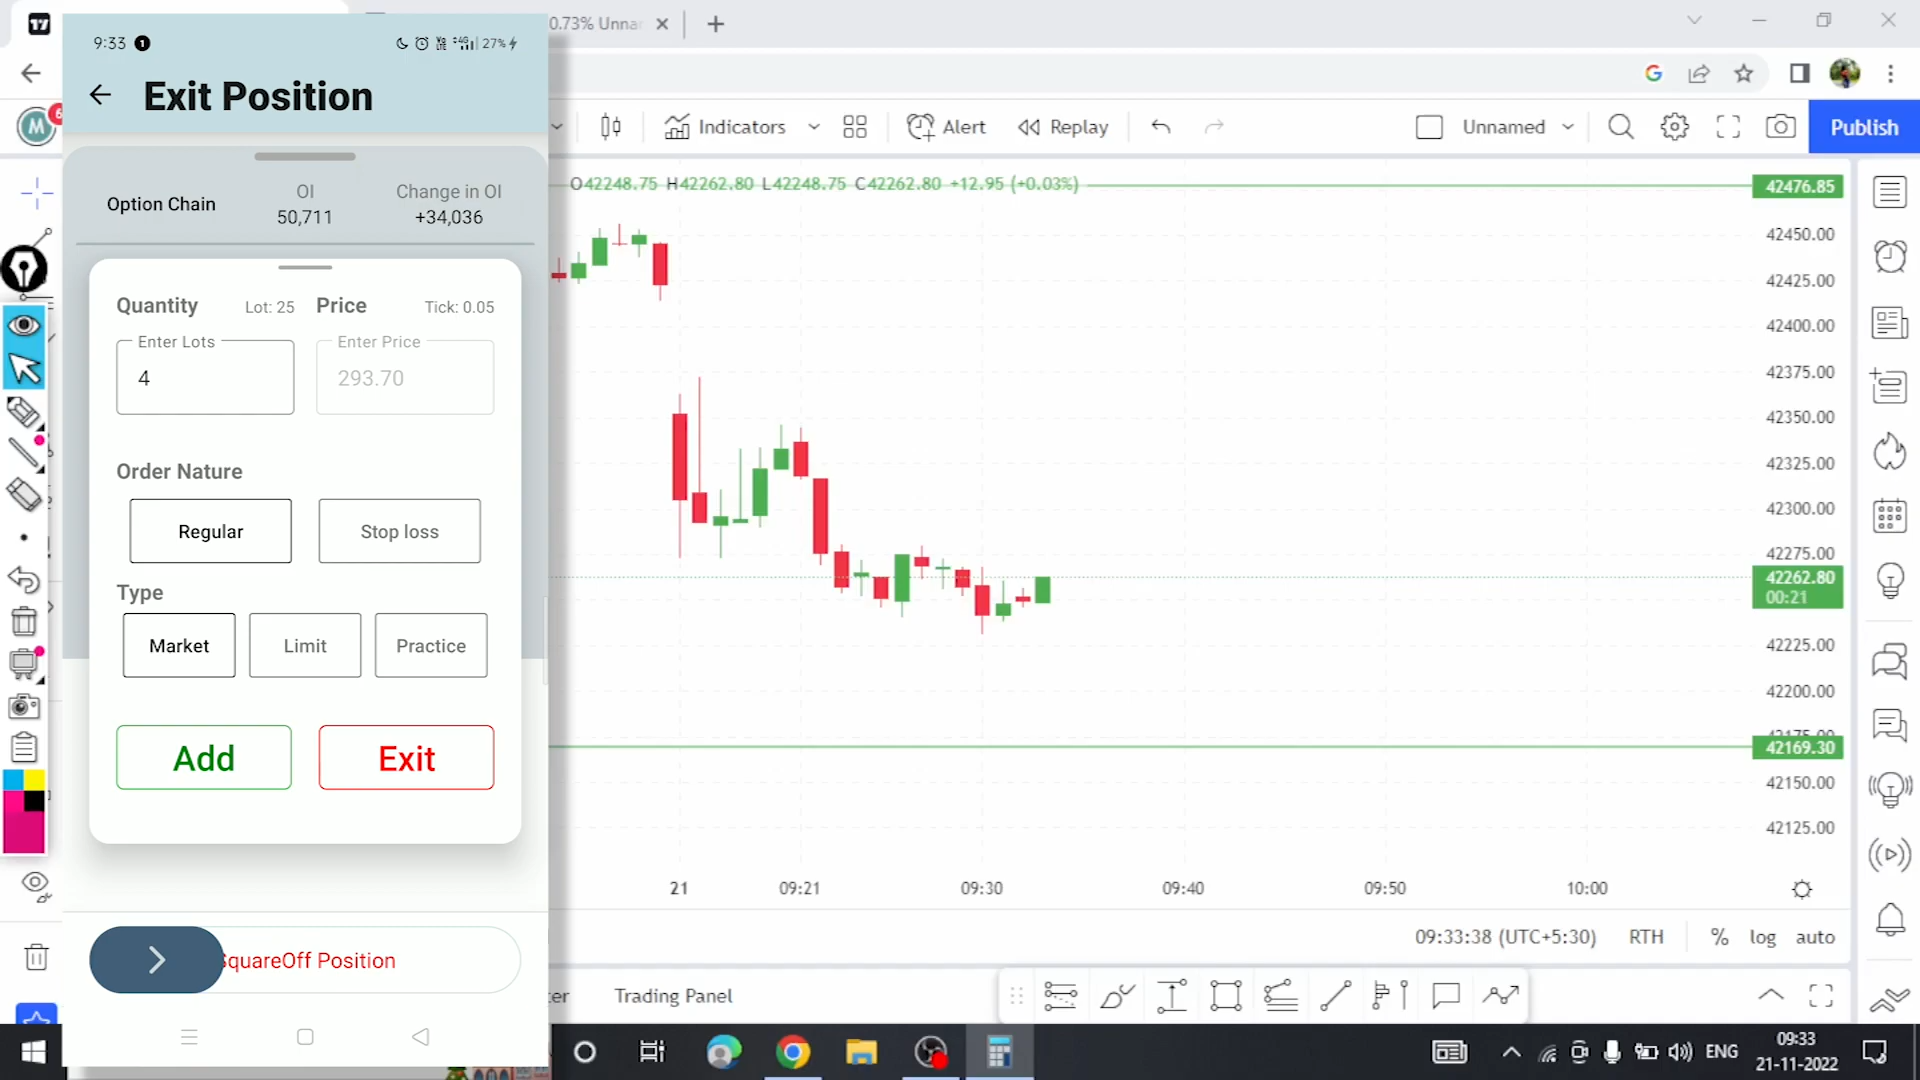 9:33 1
27%
Exit Position
Option Chain
OI
50,711
Change in OI
+34,036
Quantity
Lot: 25
Price
Tick: 0.05
Enter Lots
4
Enter Price
293.70
Order Nature
Regular
Stop loss
Type
Market
Limit
Practice
Add
Exit
SquareOff Position
17
0.73% Unna
M
6
Indicators
Alert
Replay
Unnamed
Publish
O42248.75 H42262.80 L42248.75 C42262.80 +12.95 (+0.03%)
42476.85
42450.00
42425.00
42400.00
42375.00
42350.00
42325.00
42300.00
42275.00
42262.80
00:21
42225.00
42200.00
42175.00
42169.30
42150.00
42125.00
21
09:21
09:30
09:40
09:50
10:00
09:33:38 (UTC+5:30)
RTH
%
log
auto
Trading Panel
ENG
09:33
21-11-2022